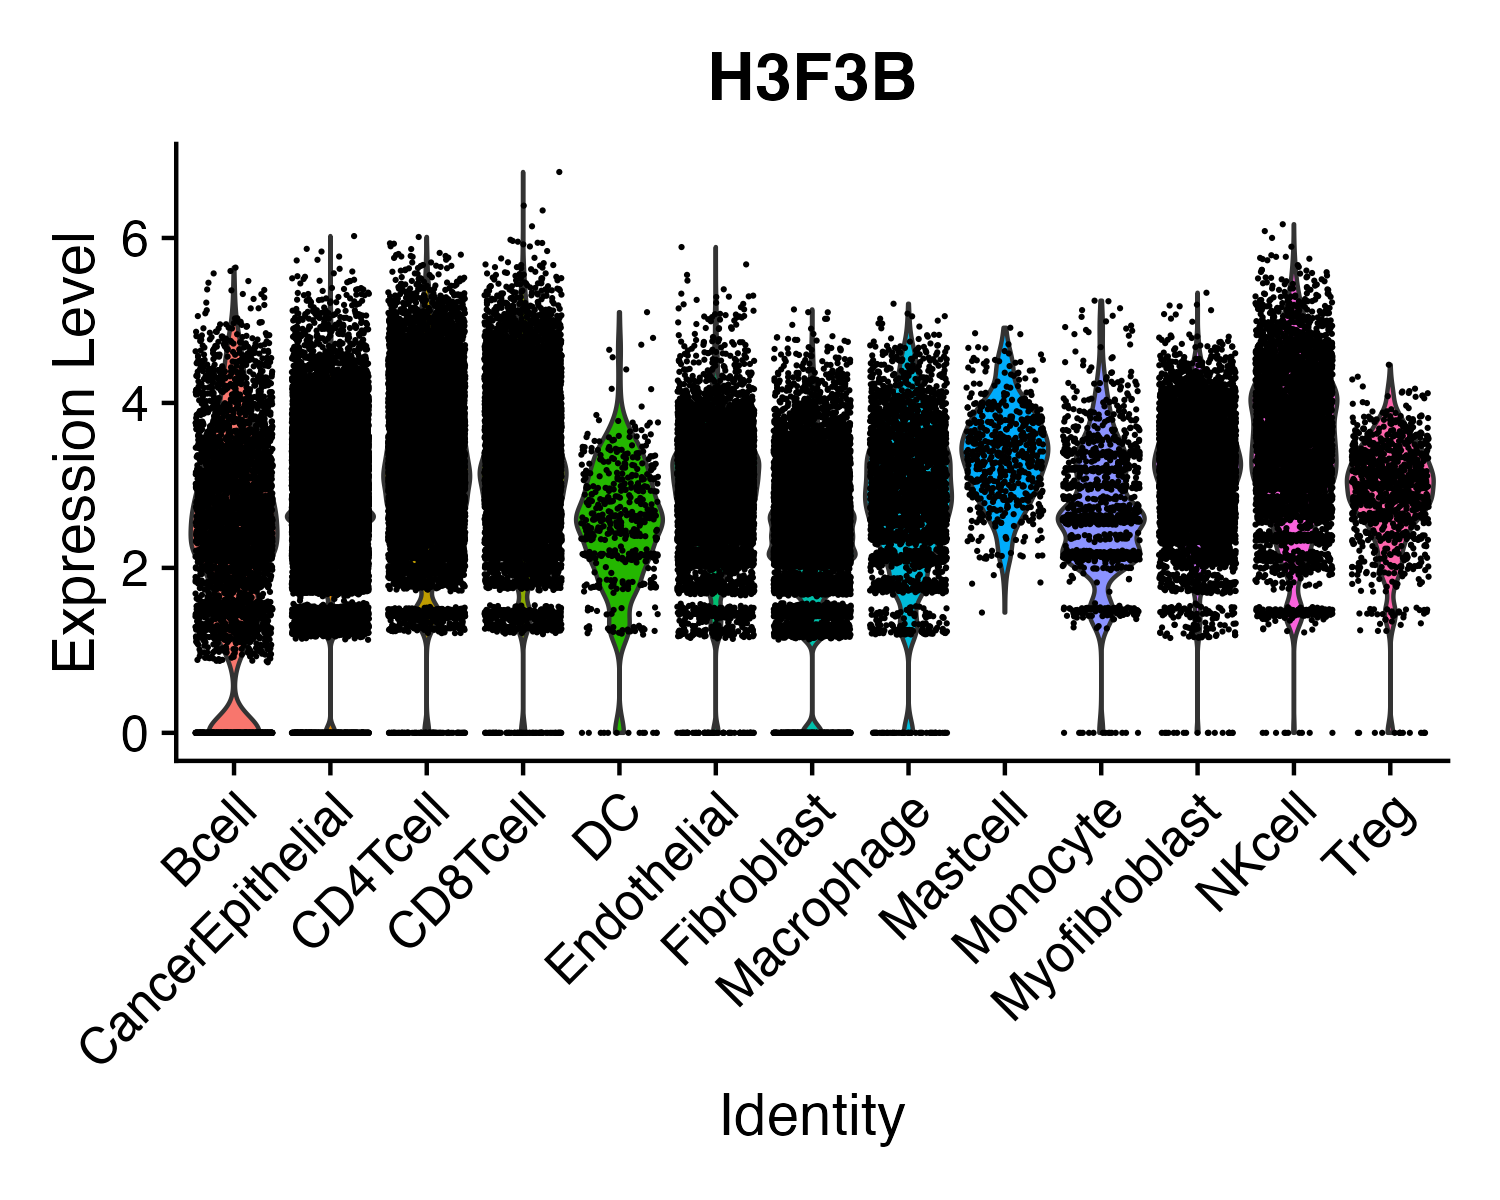 H3F3B
Expression Level
6
4
2
0
Bcell
CancerEpithelial
CD4Tcell
CD8Tcell
DC
Endothelial
Fibroblast
Macrophage
Mastcell
Monocyte
Myofibroblast
NKcell
Treg
Identity